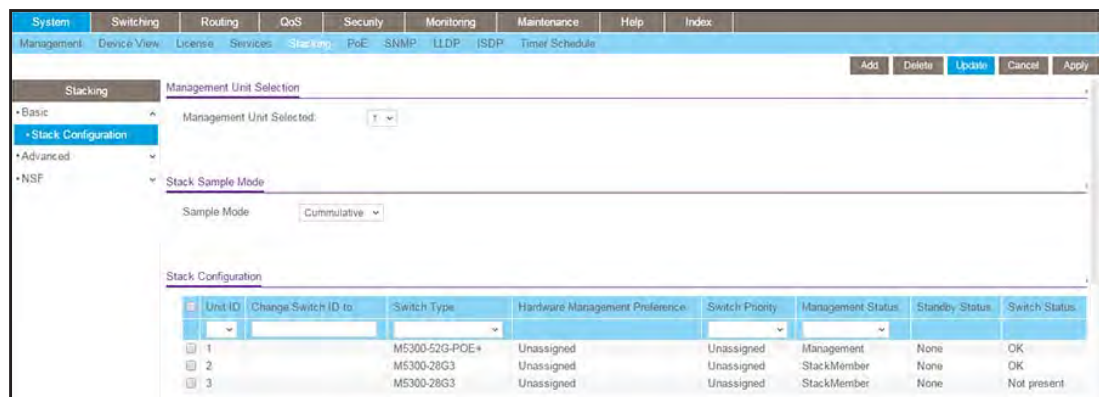 System Switching Routing QoS Security Monitoring Maintenance Help Index
Management Device View License Services Stacking PoE SNMP LLDP ISDP Timer Schedule
Add Delete Update Cancel Apply
Stacking
Basic
Stack Configuration
Advanced
NSF
Management Unit Selection
Management Unit Selected 1
Stack Sample Mode
Sample Mode Cummulative
Stack Configuration
Unit ID Change Switch ID to Switch Type Hardware Management Preference Switch Priority Management Status Standby Status Switch Status
1 M5300-52G-POE+ Unassigned Unassigned Management None OK
2 M5300-28G3 Unassigned Unassigned StackMember None OK
3 M5300-28G3 Unassigned Unassigned StackMember None Not present